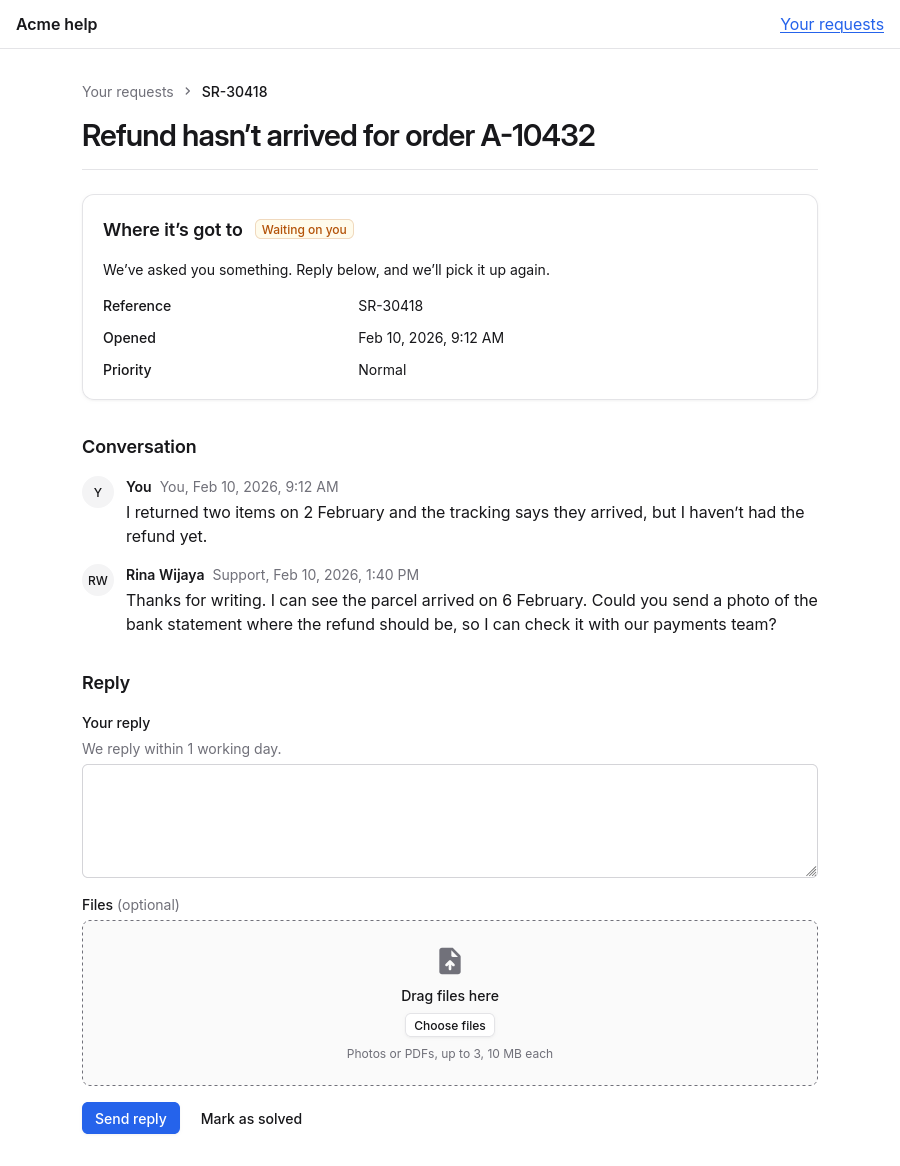 Acme help
Your requests
Your requests
SR-30418
Refund hasn’t arrived for order A-10432
Where it’s got to
Waiting on you
We’ve asked you something. Reply below, and we’ll pick it up again.
Reference
SR-30418
Opened
Feb 10, 2026, 9:12 AM
Priority
Normal
Conversation
Y
You
You, Feb 10, 2026, 9:12 AM
I returned two items on 2 February and the tracking says they arrived, but I haven’t had the
refund yet.
RW
Rina Wijaya
Support, Feb 10, 2026, 1:40 PM
Thanks for writing. I can see the parcel arrived on 6 February. Could you send a photo of the
bank statement where the refund should be, so I can check it with our payments team?
Reply
Your reply
We reply within 1 working day.
Files (optional)
Drag files here
Choose files
Photos or PDFs, up to 3, 10 MB each
Send reply
Mark as solved